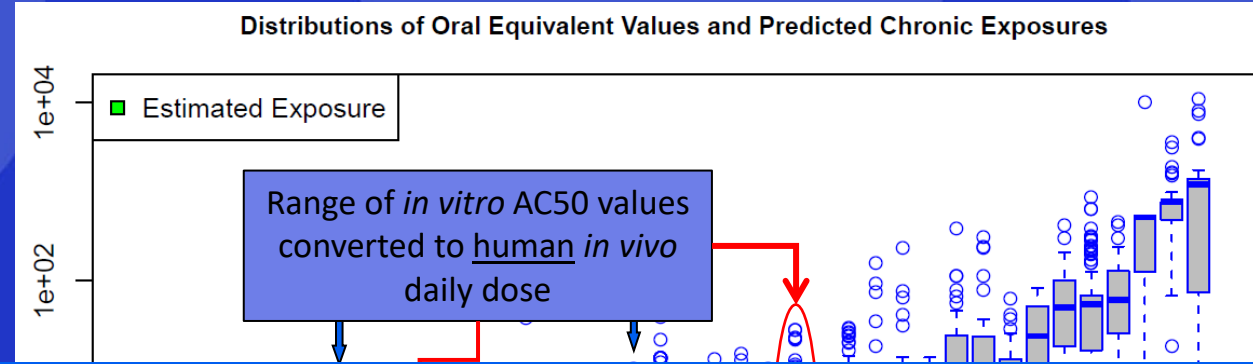 Distributions of Oral Equivalent Values and Predicted Chronic Exposures
1e+04
Estimated Exposure
Range of in vitro AC50 values
converted to human in vivo
daily dose
1e+02